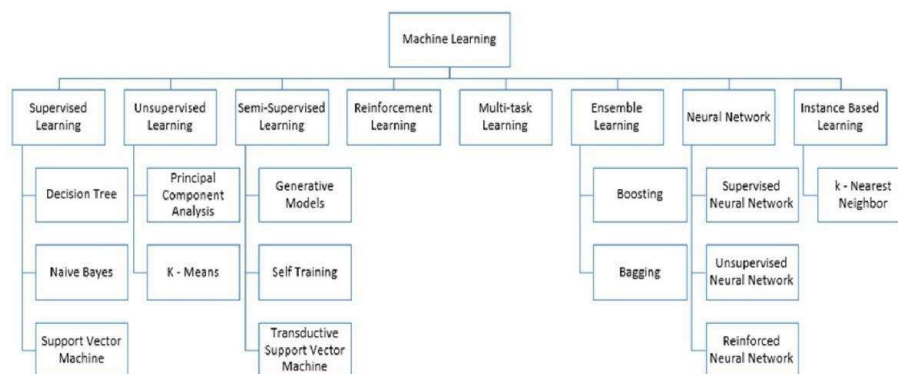 Machine Learning
Supervised
Learning
Unsupervised
Learning
Semi-Supervised
Learning
Reinforcement
Learning
Multi-task
Learning
Ensemble
Learning
Neural Network
Instance Based
Learning
Decision Tree
Principal
Component
Analysis
Generative
Models
Boosting
Supervised
Neural Network
k - Nearest
Neighbor
Naive Bayes
K - Means
Self Training
Bagging
Unsupervised
Neural Network
Support Vector
Machine
Transductive
Support Vector
Machine
Reinforced
Neural Network